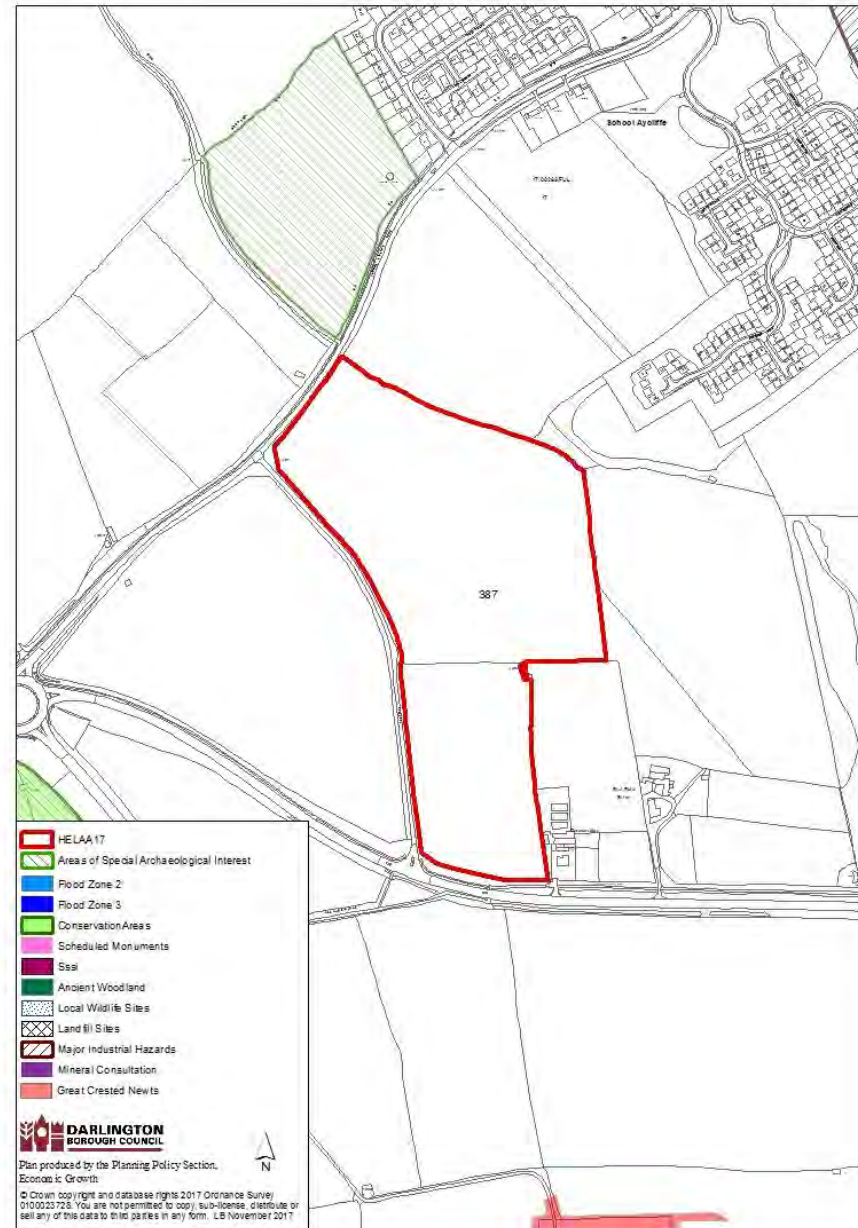 School Aycliffe
387
HELAA17
Areas of Special Archaeological Interest
Flood Zone 2
Flood Zone 3
Conservation Areas
Scheduled Monuments
Sssi
Ancient Woodland
Local Wildlife Sites
Landfill Sites
Major Industrial Hazards
Mineral Consultation
Great Crested Newts
DARLINGTON
BOROUGH COUNCIL
N
Plan produced by the Planning Policy Section,
Economic Growth
© Crown copyright and database rights 2017 Ordnance Survey
0100023728. You are not permitted to copy, sub-license, distribute or
sell any of this data to third parties in any form. LB November 2017